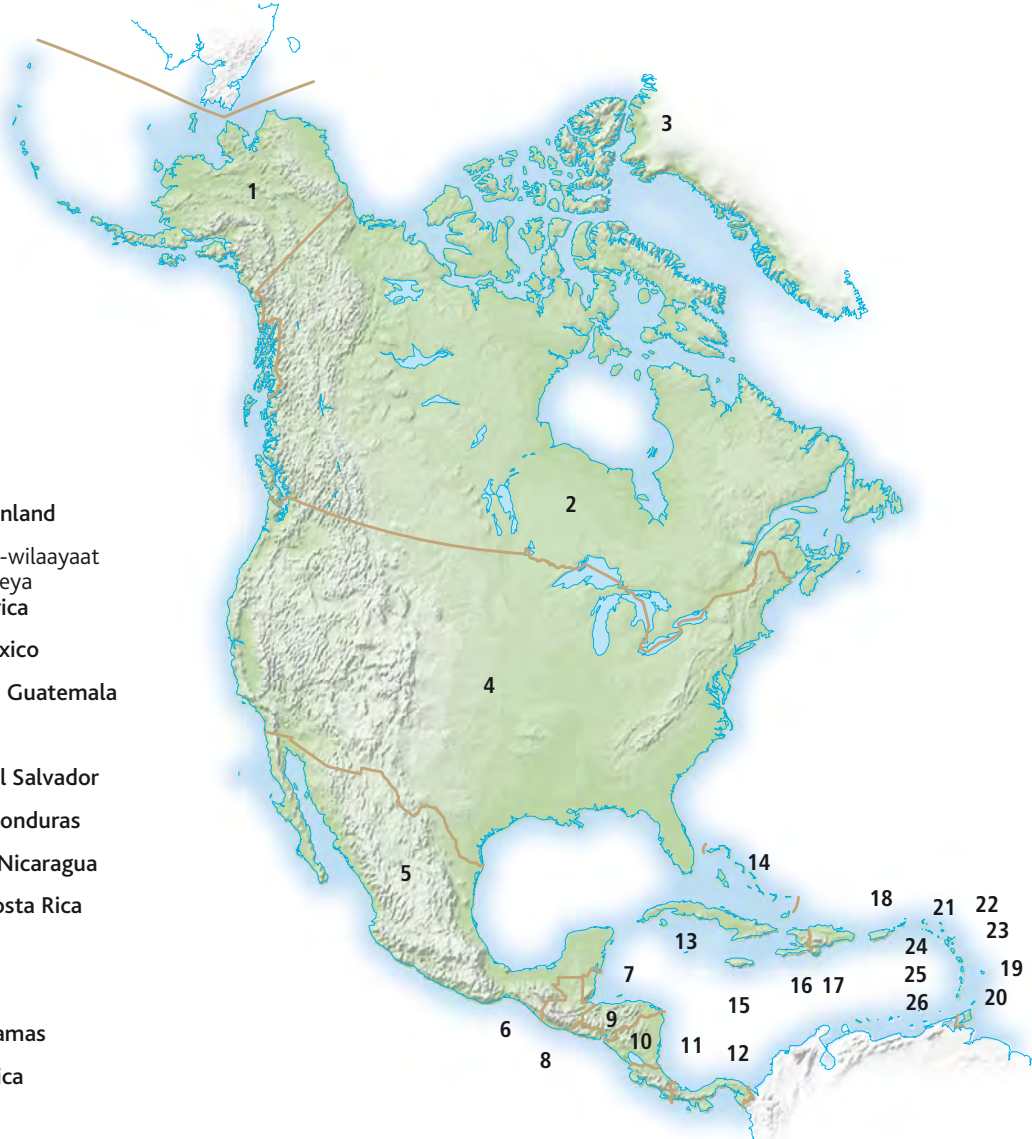 nland
-wilaayaat
eya
rica
xico
Guatemala
l Salvador
onduras
Nicaragua
osta Rica
amas
ica
1
2
3
4
5
6
7
8
9
10
11
12
13
14
15
16 17
18
21
22
23
24
19
25
20
26